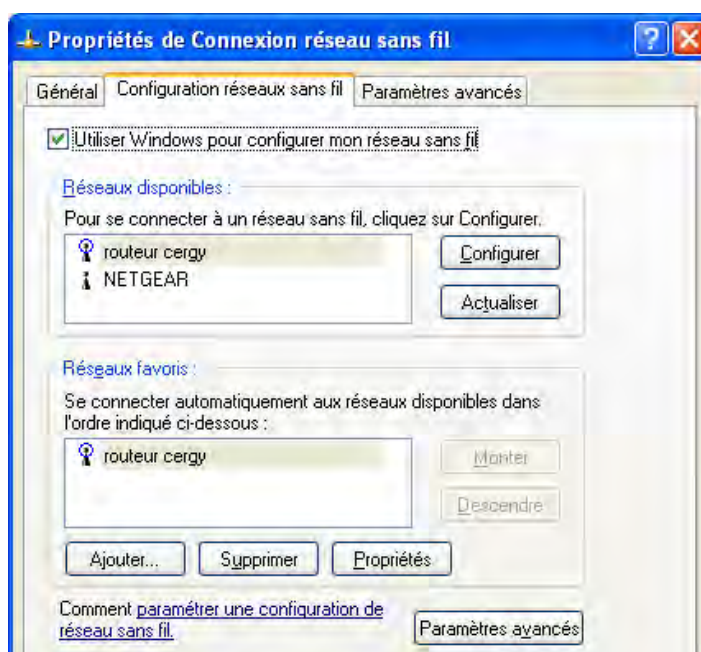 Propriétés de Connexion réseau sans fil
Général Configuration réseaux sans fil Paramètres avancés
Utiliser Windows pour configurer mon réseau sans fil
Réseaux disponibles :
Pour se connecter à un réseau sans fil, cliquez sur Configurer.
routeur cergy
Configurer
NETGEAR
Actualiser
Réseaux favoris :
Se connecter automatiquement aux réseaux disponibles dans
l'ordre indiqué ci-dessous :
routeur cergy
Monter
Descendre
Ajouter... Supprimer Propriétés
Comment paramétrer une configuration de
réseau sans fil.
Paramètres avancés